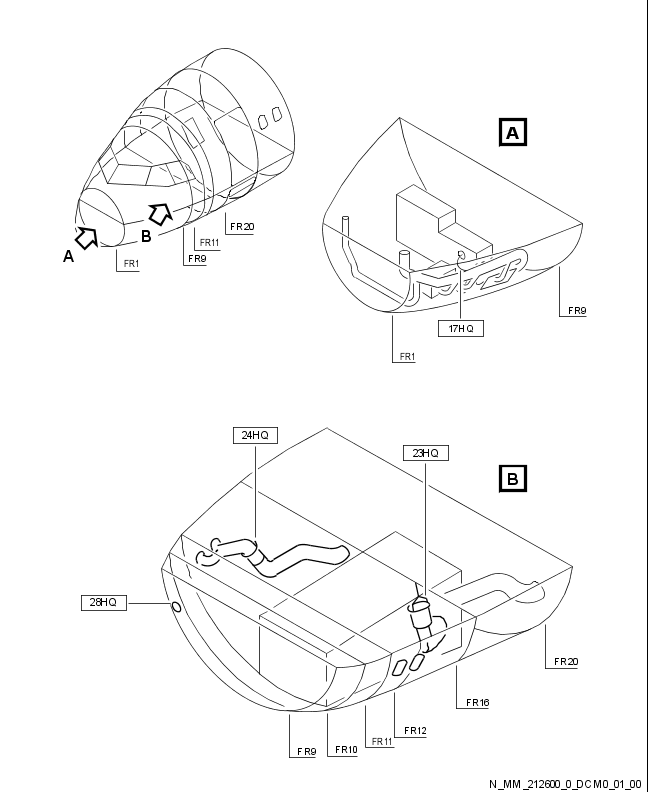 A
FR20
B
FR11
A
FR9
FR1
FR9
17HQ
FR1
24HQ
23HQ
B
28HQ
FR20
FR16
FR12
FR11
FR9
FR10
N_MM_212600_0_DCM0_01_00